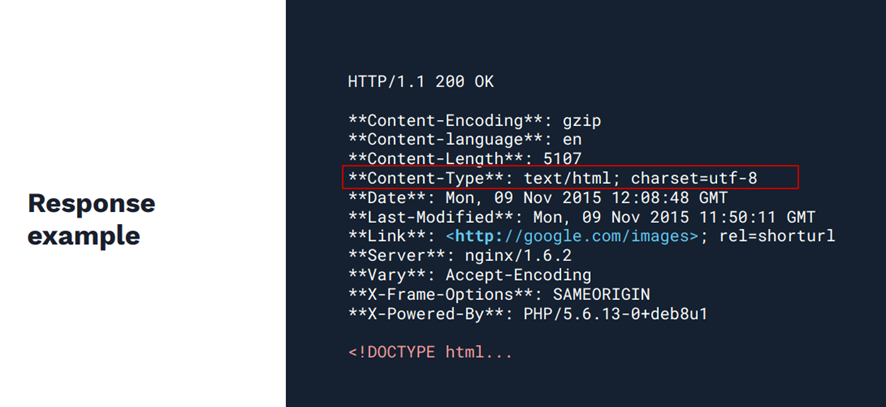 Response
example
HTTP/1.1 200 OK
**Content-Encoding**: gzip
**Content-language**: en
**Content-Length**: 5107
**Content-Type**: text/html; charset=utf-8
**Date**: Mon, 09 Nov 2015 12:08:48 GMT
**Last-Modified**: Mon, 09 Nov 2015 11:50:11 GMT
**Link**: <http://google.com/images>; rel=shorturl
**Server**: nginx/1.6.2
**Vary**: Accept-Encoding
**X-Frame-Options**: SAMEORIGIN
**X-Powered-By**: PHP/5.6.13-0+deb8u1
<!DOCTYPE html...